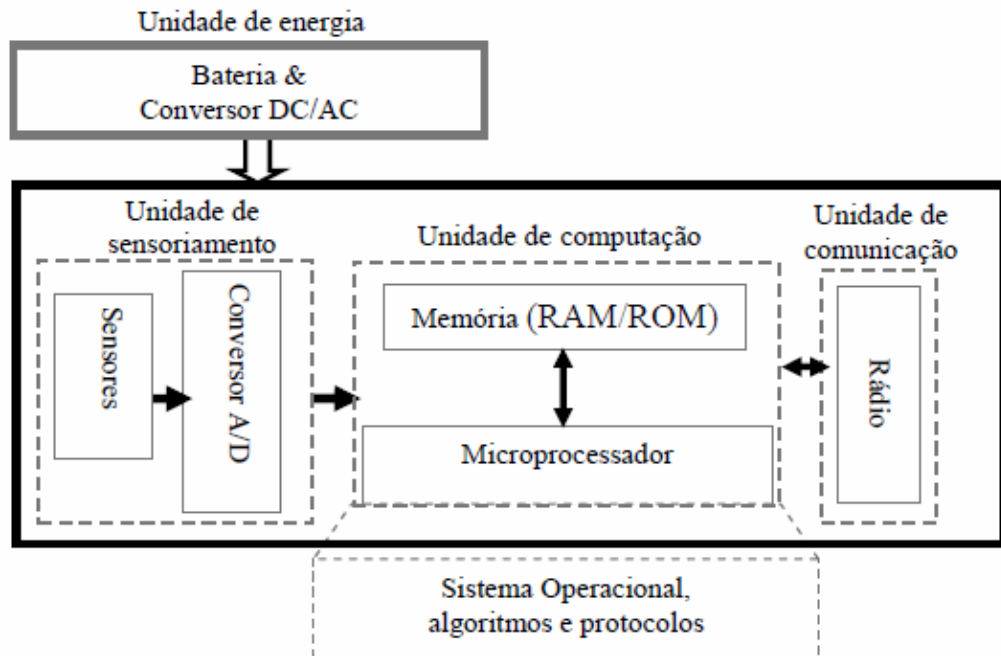 Unidade de energia
Bateria &
Conversor DC/AC
Unidade de
sensoriamento
Sensores
Conversor A/D
Unidade de computação
Memória (RAM/ROM)
Microprocessador
Unidade de
comunicação
Rádio
Sistema Operacional,
algoritmos e protocolos